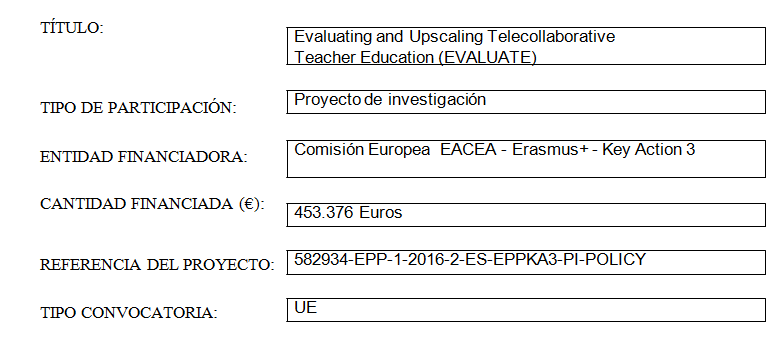 TÍTULO:
Evaluating and Upscaling Telecollaborative
Teacher Education (EVALUATE)
TIPO DE PARTICIPACIÓN:
Proyecto de investigación
ENTIDAD FINANCIADORA:
Comisión Europea EACEA - Erasmus+ - Key Action 3
CANTIDAD FINANCIADA (€):
453.376 Euros
REFERENCIA DEL PROYECTO:
582934-EPP-1-2016-2-ES-EPPKA3-PI-POLICY
TIPO CONVOCATORIA:
UE